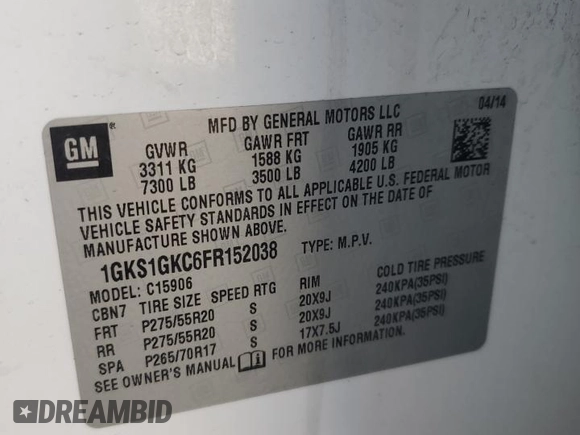 GM
MFD BY GENERAL MOTORS LLC
04/14
GVWR GAWR FRT GAWR RR
3311 KG 1588 KG 1905 KG
7300 LB 3500 LB 4200 LB
THIS VEHICLE CONFORMS TO ALL APPLICABLE U.S. FEDERAL MOTOR
VEHICLE SAFETY STANDARDS IN EFFECT ON THE DATE OF
MANUFACTURE SHOWN ABOVE.
1GKS1GKC6FR152038 TYPE: M.P.V.
MODEL: C15906
CBN7 TIRE SIZE SPEED RTG RIM COLD TIRE PRESSURE
FRT P275/55R20 S 20X9J 240KPA(35PSI)
RR P275/55R20 S 20X9J 240KPA(35PSI)
SPA P265/70R17 S 17X7.5J 240KPA(35PSI)
SEE OWNER'S MANUAL FOR MORE INFORMATION.
DREAMBID